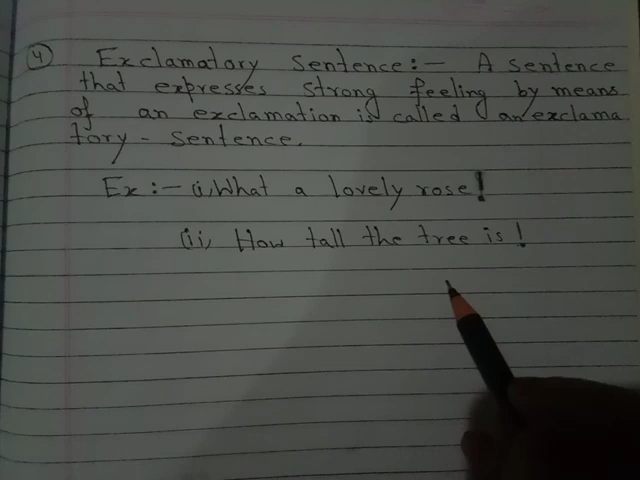 (4) Exclamatory Sentence:- A sentence
that expresses strong feeling by means
of an exclamation is called an exclama
tory - sentence.
Ex :- (i) What a lovely rose!
(ii) How tall the tree is!